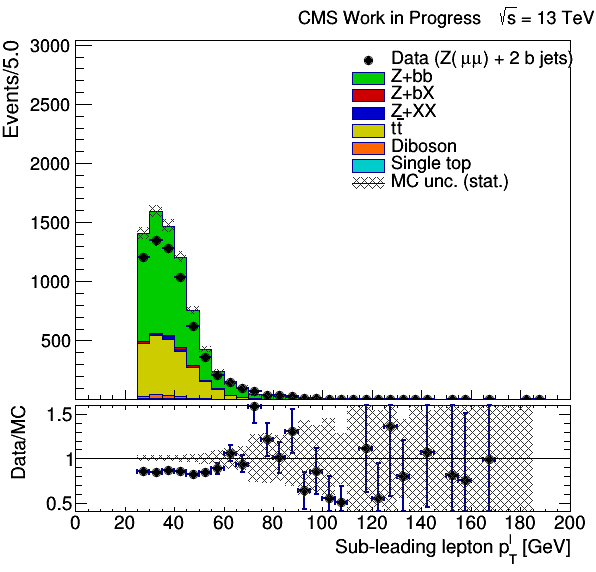 CMS Work in Progress √s = 13 TeV
Events/5.0
3000
2500
2000
1500
1000
500
Data (Z(μμ) + 2 b jets)
Z+bb
Z+bX
Z+XX
tt̄
Diboson
Single top
MC unc. (stat.)
Data/MC
1.5
1
0.5
0 20 40 60 80 100 120 140 160 180 200
Sub-leading lepton p_T^l [GeV]